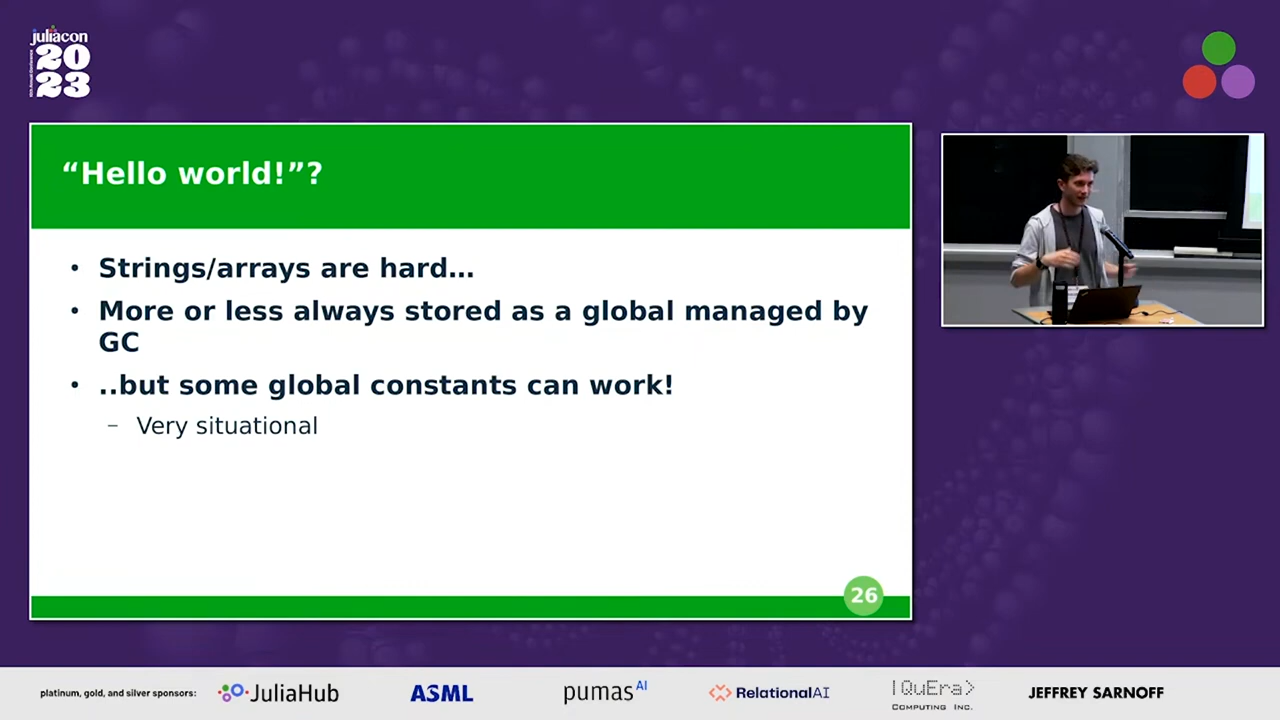 juliacon
20
23
“Hello world!”?
• Strings/arrays are hard…
• More or less always stored as a global managed by
GC
• ..but some global constants can work!
– Very situational
26
platinum, gold, and silver sponsors:
JuliaHub
ASML
pumas AI
RelationalAI
|QuEra>
Computing Inc.
JEFFREY SARNOFF